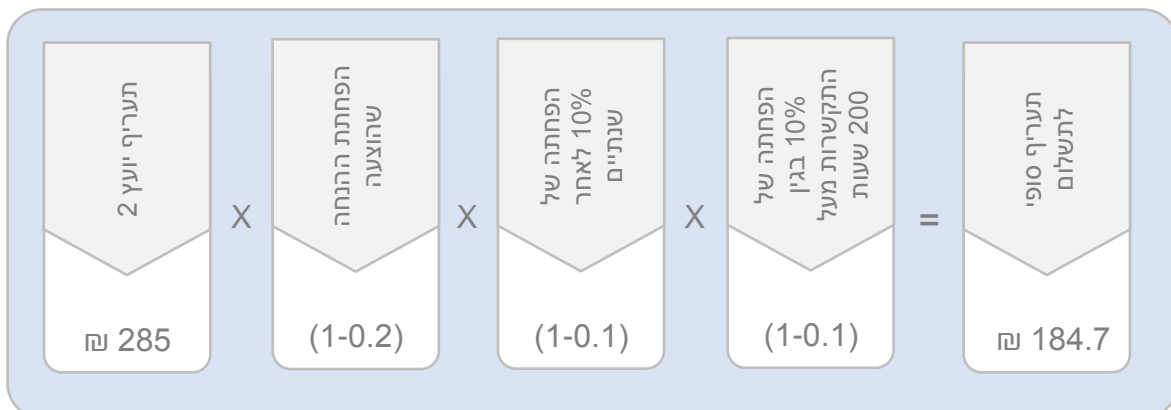 תעריף יועץ 2
285 ₪
X
הפחתת ההנחה
שהוצעה
(1-0.2)
X
הפחתה של
10% לאחר
שנתיים
(1-0.1)
X
הפחתה של
10% בגין
התקשרות מעל
200 שעות
(1-0.1)
=
תעריף סופי
לתשלום
184.7 ₪